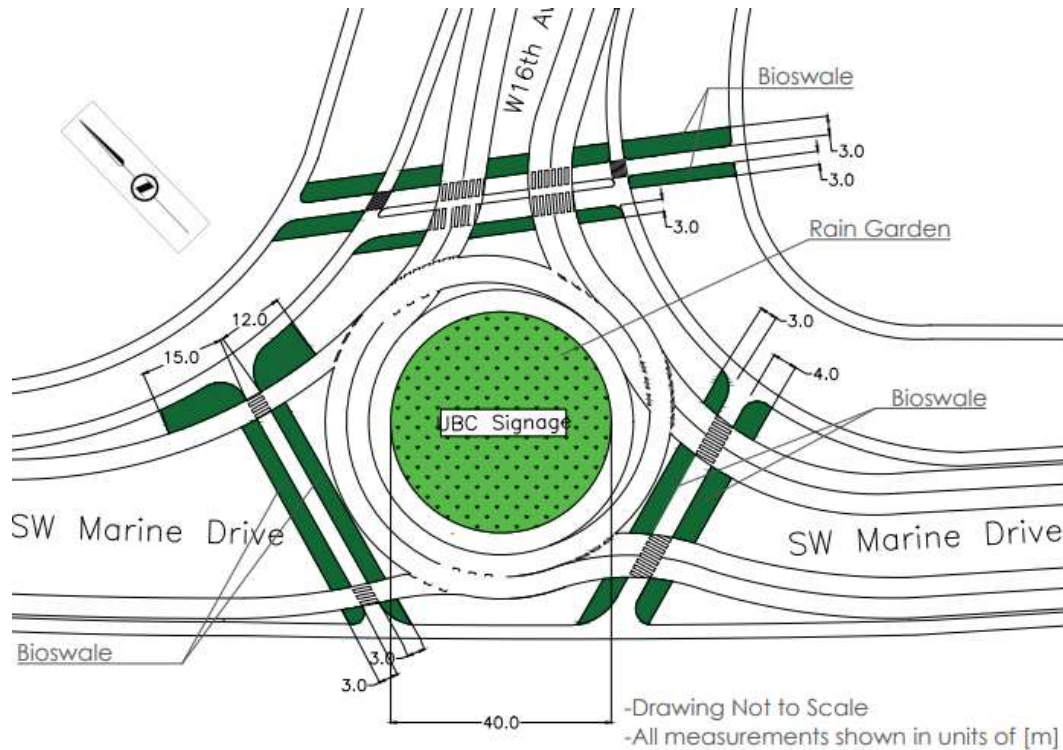 W16th Av
Bioswale
3.0
3.0
3.0
Rain Garden
12.0
15.0
3.0
4.0
Bioswale
UBC Signage
SW Marine Drive
SW Marine Drive
Bioswale
3.0
3.0
40.0
-Drawing Not to Scale
-All measurements shown in units of [m]